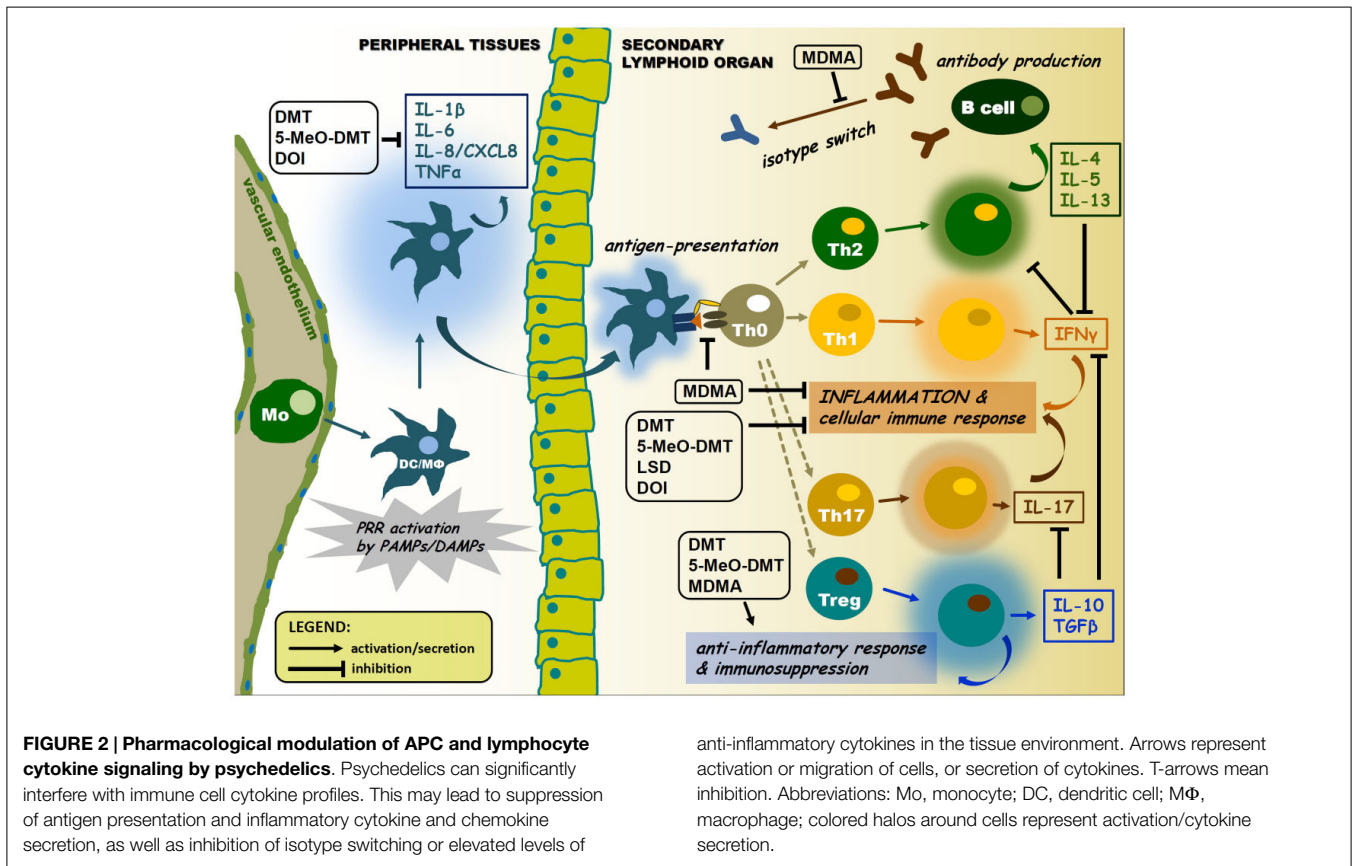 PERIPHERAL TISSUES
SECONDARY
LYMPHOID ORGAN
DMT
5-MeO-DMT
DOI
IL-1β
IL-6
IL-8/CXCL8
TNFα
vascular endothelium
Mo
DC/MΦ
PRR activation
by PAMPs/DAMPs
LEGEND:
activation/secretion
inhibition
MDMA
antibody production
B cell
isotype switch
IL-4
IL-5
IL-13
antigen-presentation
Th2
Th0
Th1
IFNγ
MDMA
INFLAMMATION &
cellular immune response
DMT
5-MeO-DMT
LSD
DOI
Th17
IL-17
DMT
5-MeO-DMT
MDMA
Treg
IL-10
TGFβ
anti-inflammatory response
& immunosuppression
FIGURE 2 | Pharmacological modulation of APC and lymphocyte
cytokine signaling by psychedelics. Psychedelics can significantly
interfere with immune cell cytokine profiles. This may lead to suppression
of antigen presentation and inflammatory cytokine and chemokine
secretion, as well as inhibition of isotype switching or elevated levels of
anti-inflammatory cytokines in the tissue environment. Arrows represent
activation or migration of cells, or secretion of cytokines. T-arrows mean
inhibition. Abbreviations: Mo, monocyte; DC, dendritic cell; MΦ,
macrophage; colored halos around cells represent activation/cytokine
secretion.